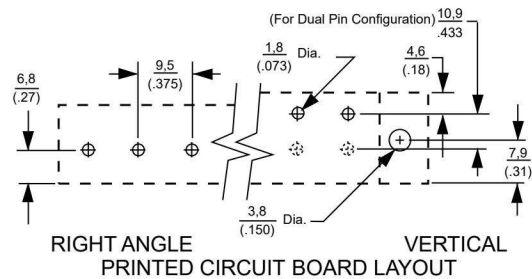 (For Dual Pin Configuration) 10,9
.433
1,8
(.073) Dia.
4,6
(.18)
9,5
(.375)
6,8
(.27)
7,9
(.31)
3,8
(.150) Dia.
RIGHT ANGLE VERTICAL
PRINTED CIRCUIT BOARD LAYOUT